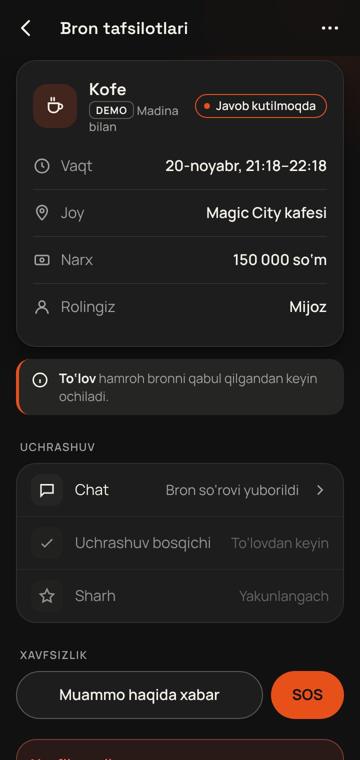 Bron tafsilotlari
Kofe
DEMO Madina
bilan
Javob kutilmoqda
Vaqt 20-noyabr, 21:18–22:18
Joy Magic City kafesi
Narx 150 000 so‘m
Rolingiz Mijoz
To‘lov hamroh bronni qabul qilgandan keyin
ochiladi.
UCHRASHUV
Chat Bron so‘rovi yuborildi
Uchrashuv bosqichi To‘lovdan keyin
Sharh Yakunlangach
XAVFSIZLIK
Muammo haqida xabar
SOS